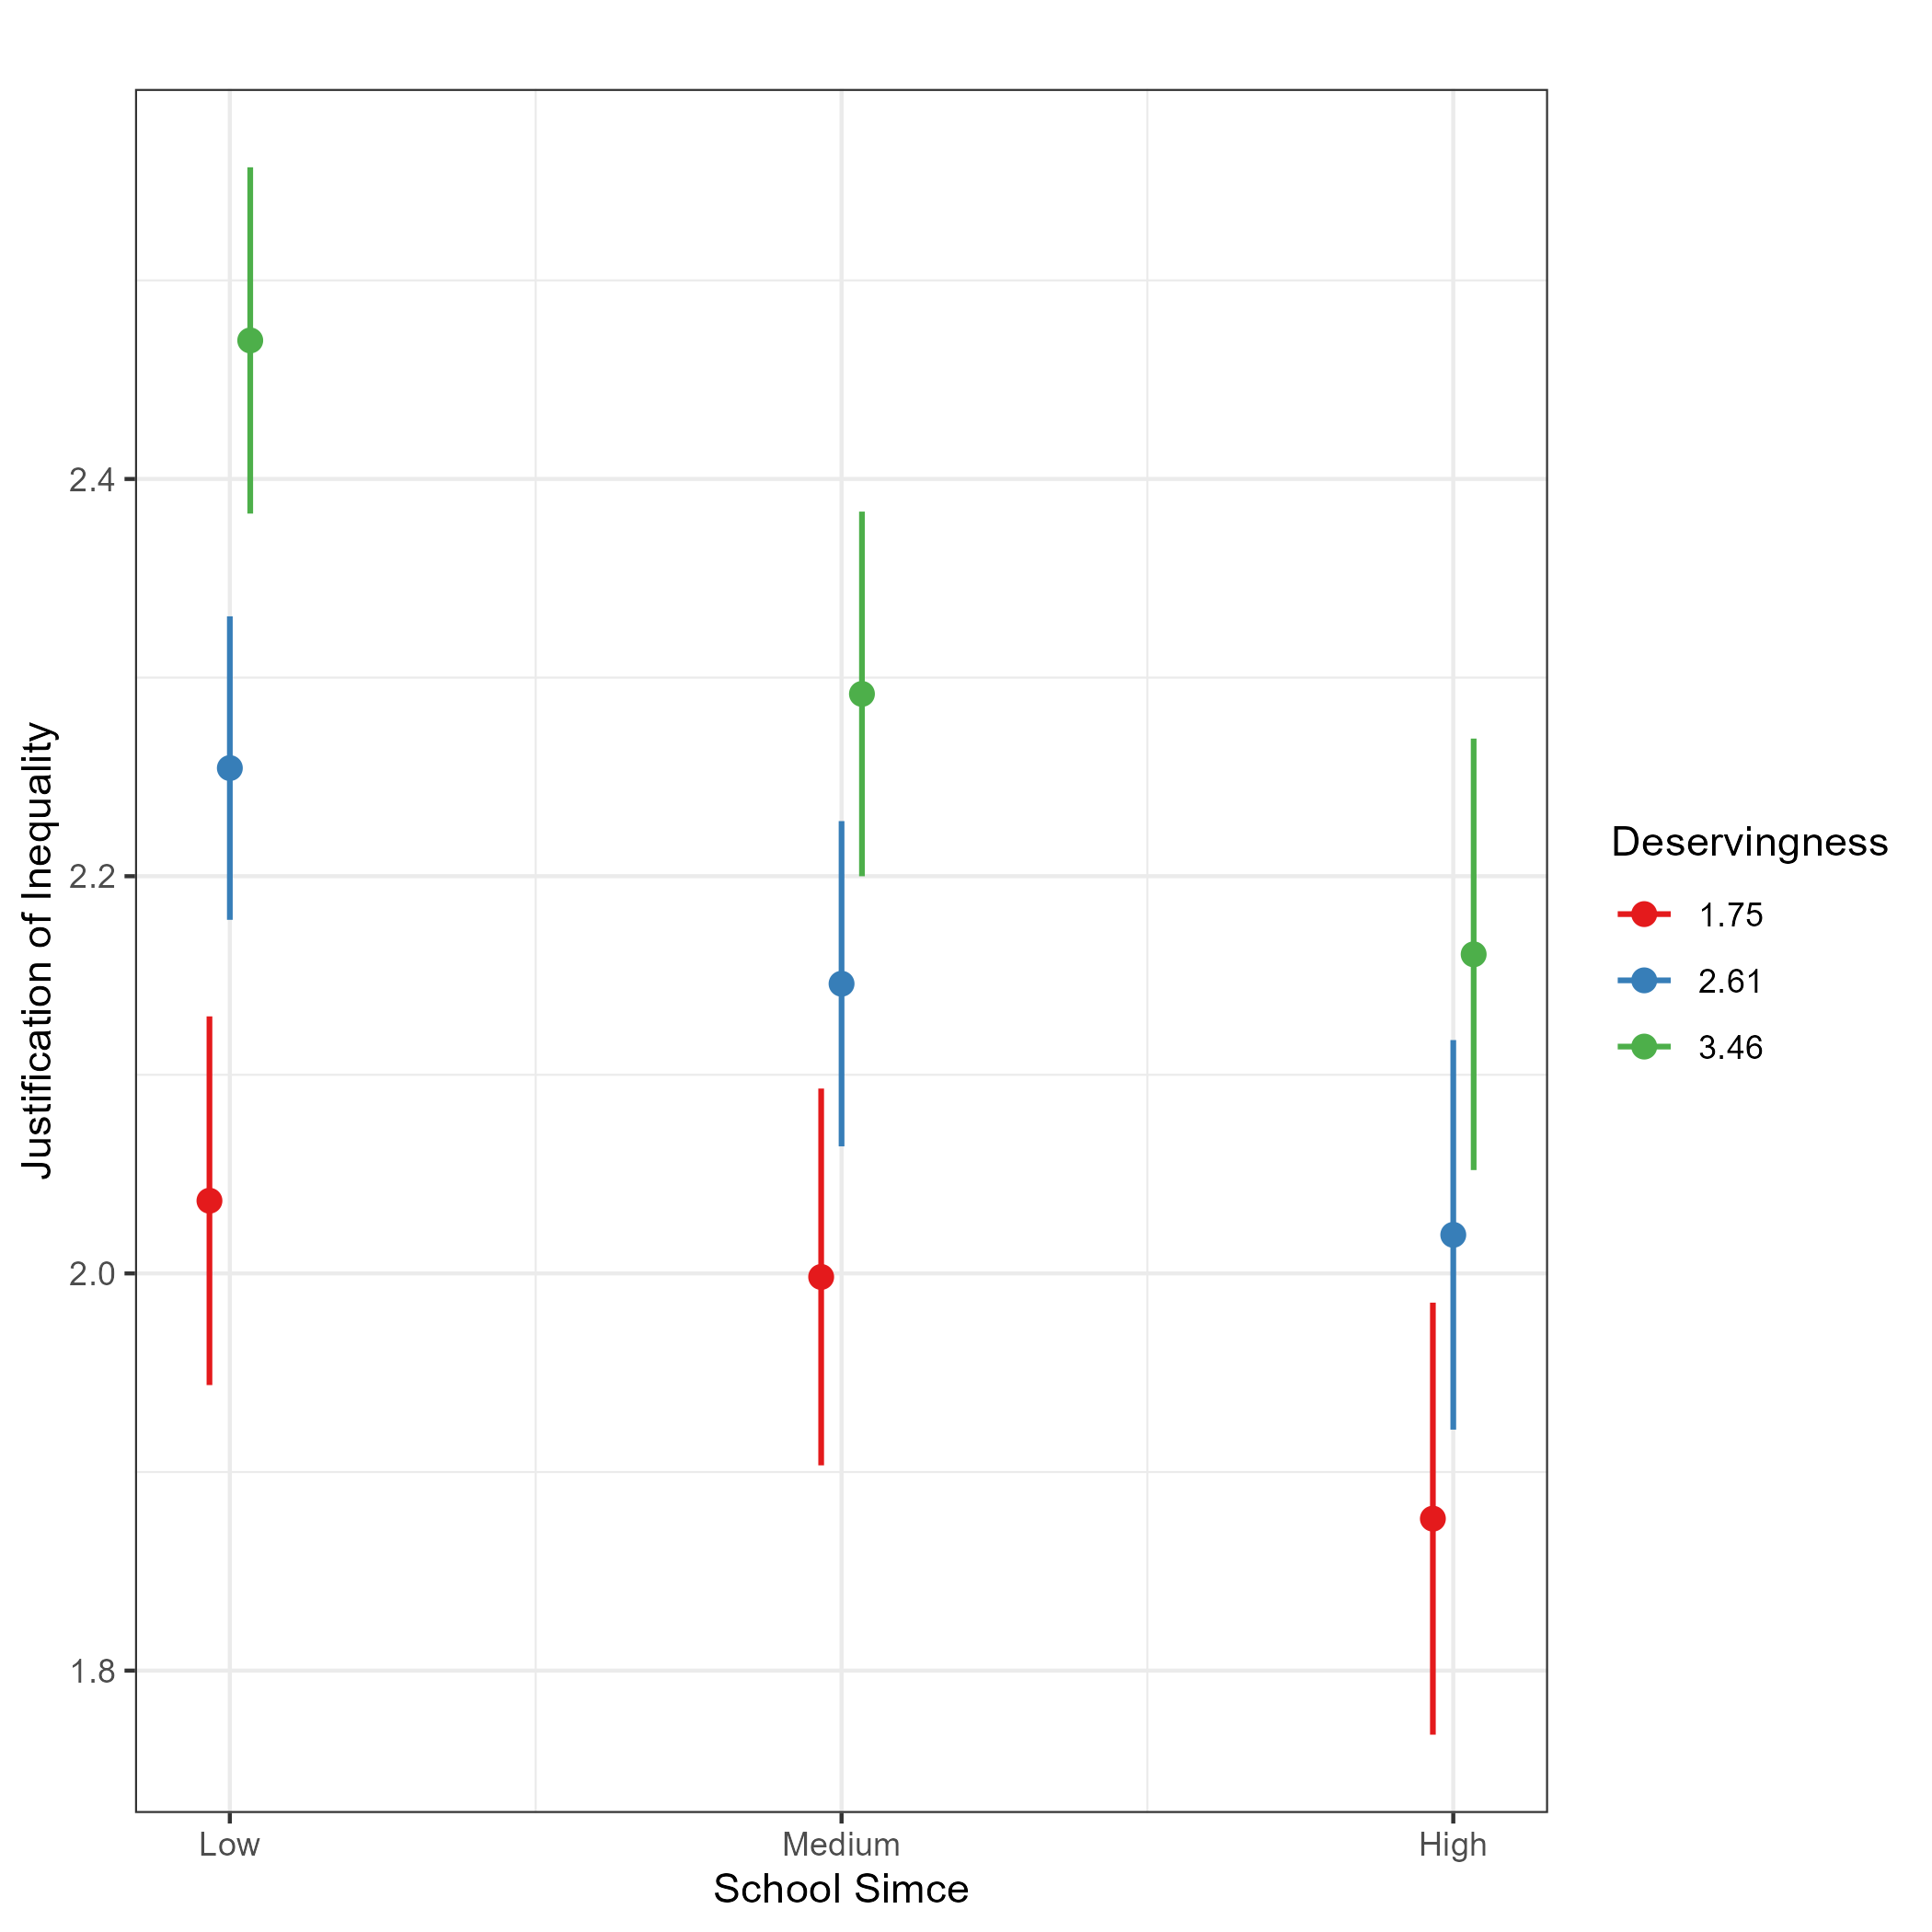 Justification of Inequality
2.4
2.2
2.0
1.8
Low Medium High
School Simce
Deservingness
1.75
2.61
3.46